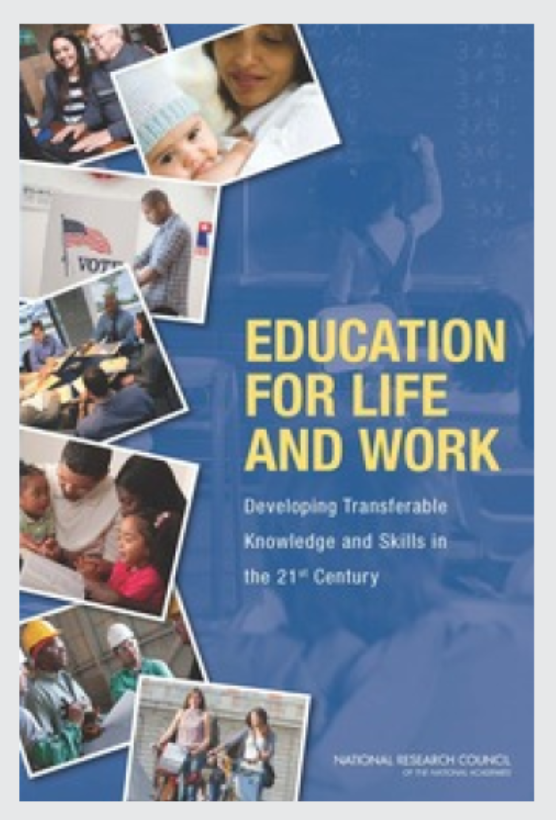 VOTE
EDUCATION
FOR LIFE
AND WORK
Developing Transferable
Knowledge and Skills in
the 21st Century
NATIONAL RESEARCH COUNCIL
OF THE NATIONAL ACADEMIES